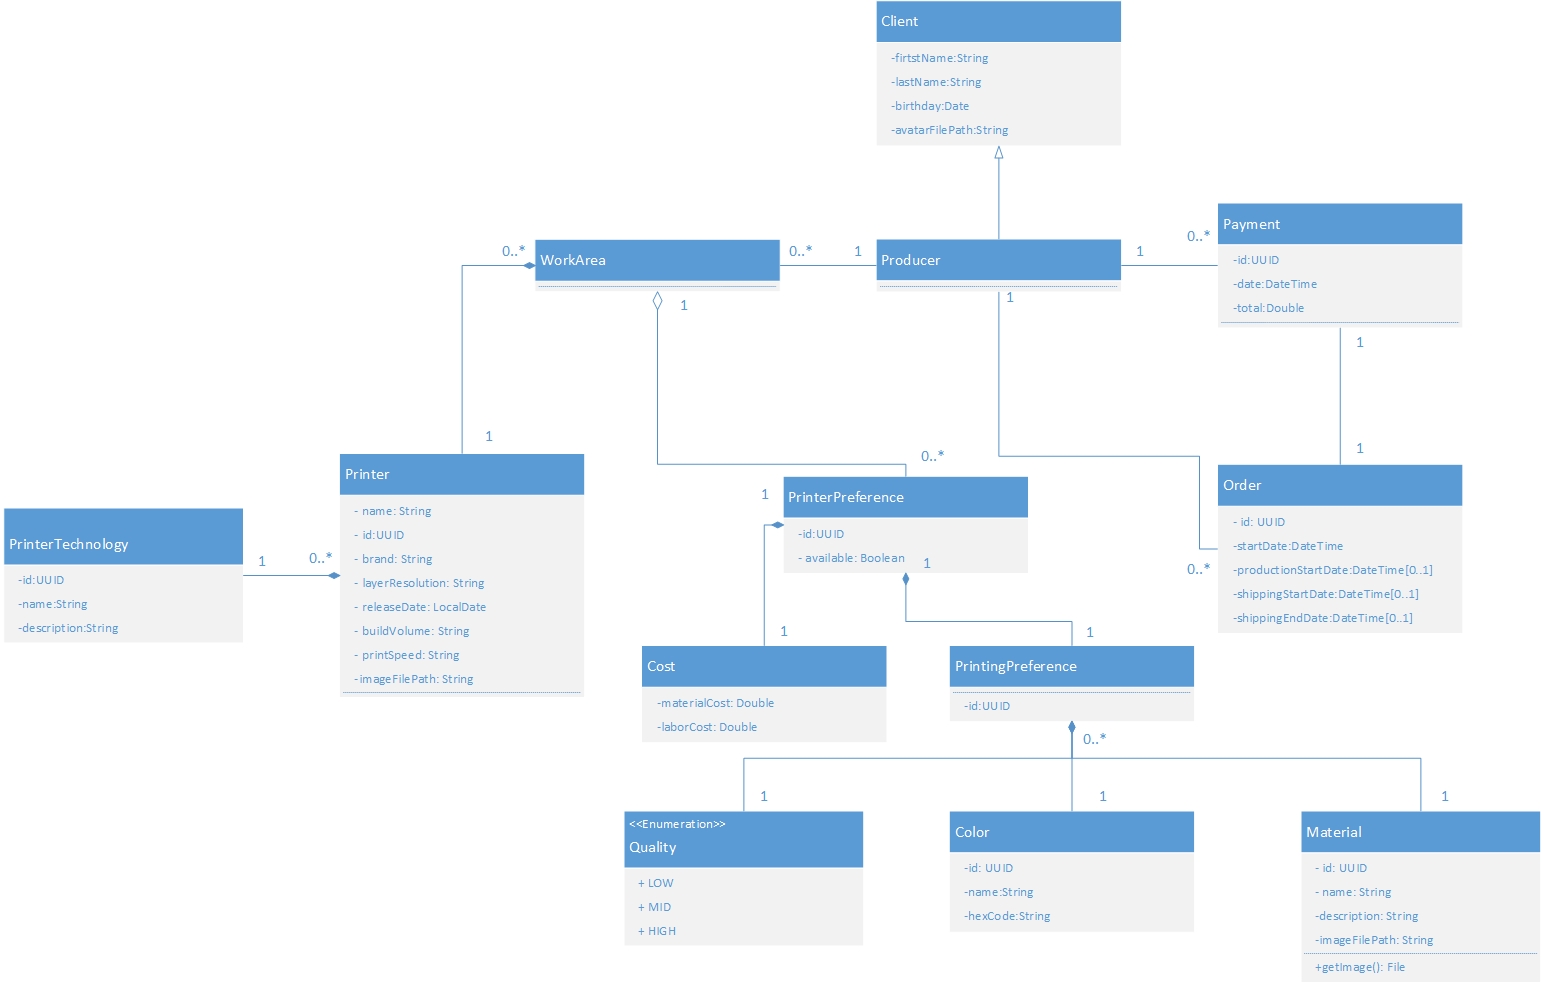 Client
-firtstName:String
-lastName:String
-birthday:Date
-avatarFilePath:String
0..*
WorkArea
0..*
1
Producer
1
0..*
Payment
-id:UUID
-date:DateTime
-total:Double
1
1
1
1
0..*
1
Printer
- name: String
- id:UUID
- brand: String
- layerResolution: String
- releaseDate: LocalDate
- buildVolume: String
- printSpeed: String
-imageFilePath: String
PrinterTechnology
-id:UUID
-name:String
-description:String
1
0..*
1
PrinterPreference
-id:UUID
- available: Boolean
1
Order
- id: UUID
-startDate:DateTime
-productionStartDate:DateTime[0..1]
-shippingStartDate:DateTime[0..1]
-shippingEndDate:DateTime[0..1]
0..*
1
1
Cost
-materialCost: Double
-laborCost: Double
PrintingPreference
-id:UUID
0..*
1
1
1
<<Enumeration>>
Quality
+ LOW
+ MID
+ HIGH
Color
-id: UUID
-name:String
-hexCode:String
Material
- id: UUID
- name: String
-description: String
-imageFilePath: String
+getImage(): File